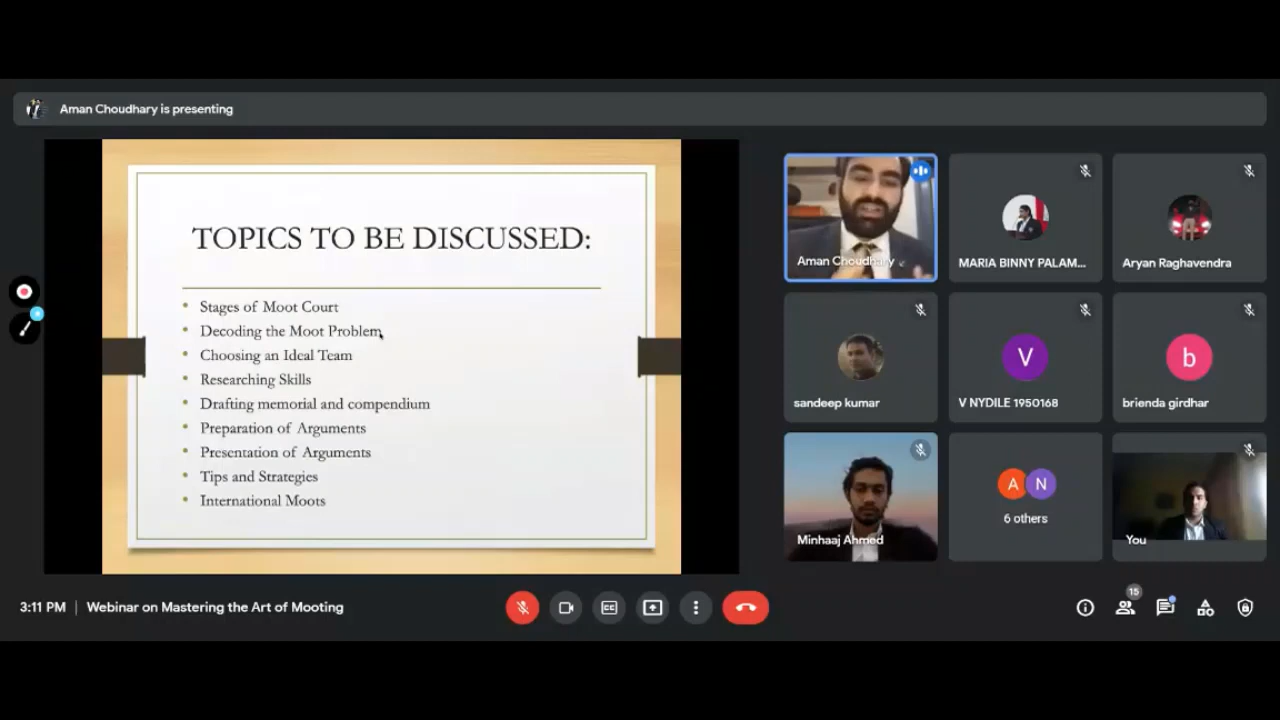 Aman Choudhary is presenting
TOPICS TO BE DISCUSSED:
Stages of Moot Court
Decoding the Moot Problem
Choosing an Ideal Team
Researching Skills
Drafting memorial and compendium
Preparation of Arguments
Presentation of Arguments
Tips and Strategies
International Moots
Aman Choudhary
MARIA BINNY PALAM...
Aryan Raghavendra
sandeep kumar
V
V NYDILE 1950168
b
brienda girdhar
Minhaaj Ahmed
A N
6 others
You
3:11 PM | Webinar on Mastering the Art of Mooting
CC
15